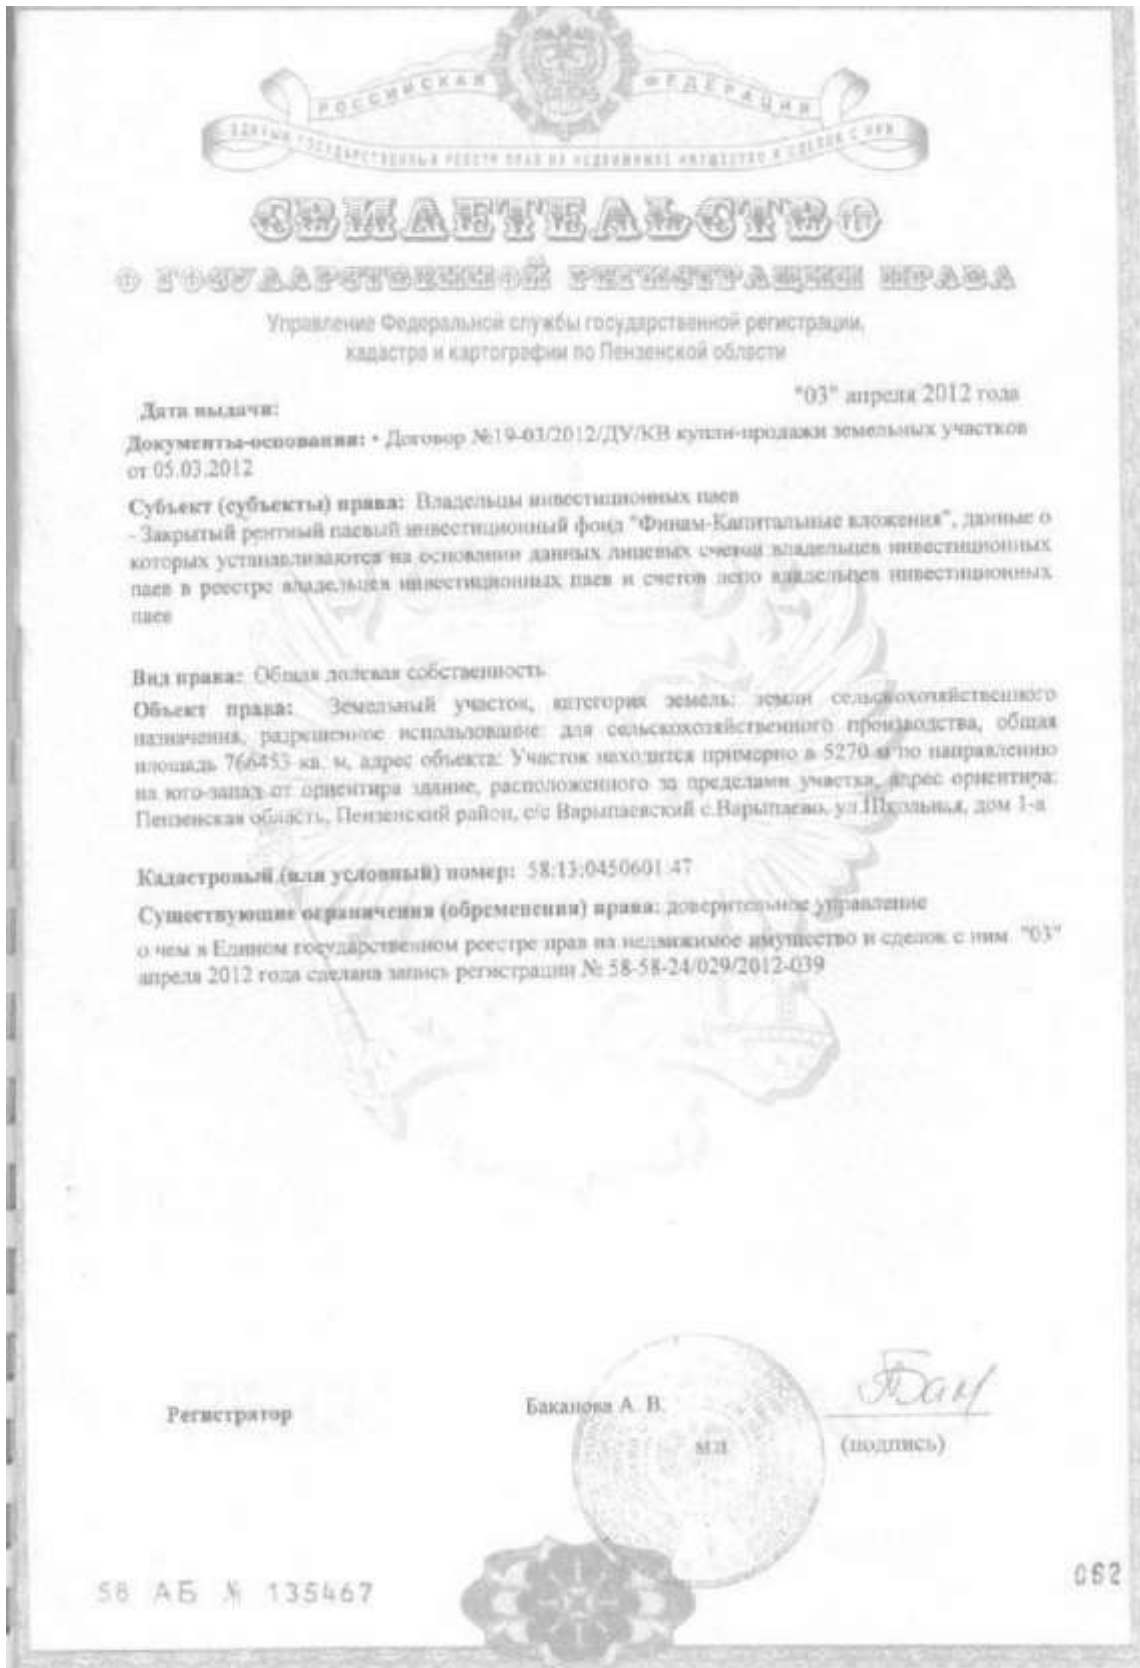 РОССИЙСКАЯ ФЕДЕРАЦИЯ
ЕДИНЫЙ ГОСУДАРСТВЕННЫЙ РЕЕСТР ПРАВ НА НЕДВИЖИМОЕ ИМУЩЕСТВО И СДЕЛОК С НИМ
СВИДЕТЕЛЬСТВО
О ГОСУДАРСТВЕННОЙ РЕГИСТРАЦИИ ПРАВА
Управление Федеральной службы государственной регистрации,
кадастра и картографии по Пензенской области
Дата выдачи: "03" апреля 2012 года
Документы-основания: • Договор №19-03/2012/ДУ/КВ купли-продажи земельных участков
от 05.03.2012
Субъект (субъекты) права: Владельцы инвестиционных паев
- Закрытый рентный паевый инвестиционный фонд "Финам-Капитальные вложения", данные о
которых устанавливаются на основании данных лицевых счетов владельцев инвестиционных
паев в реестре владельцев инвестиционных паев и счетов депо владельцев инвестиционных
паев
Вид права: Общая долевая собственность
Объект права: Земельный участок, категория земель: земли сельскохозяйственного
назначения, разрешенное использование: для сельскохозяйственного производства, общая
площадь 766453 кв. м, адрес объекта: Участок находится примерно в 5270 м по направлению
на юго-запад от ориентира здание, расположенного за пределами участка, адрес ориентира:
Пензенская область, Пензенский район, с/с Варыпаевский с.Варыпаево, ул.Школьная, дом 1-а
Кадастровый (или условный) номер: 58:13:0450601:47
Существующие ограничения (обременения) права: доверительное управление
о чем в Едином государственном реестре прав на недвижимое имущество и сделок с ним "03"
апреля 2012 года сделана запись регистрации № 58-58-24/029/2012-039
Регистратор Баканова А. В.
м.п. (подпись)
58 АБ № 135467
062